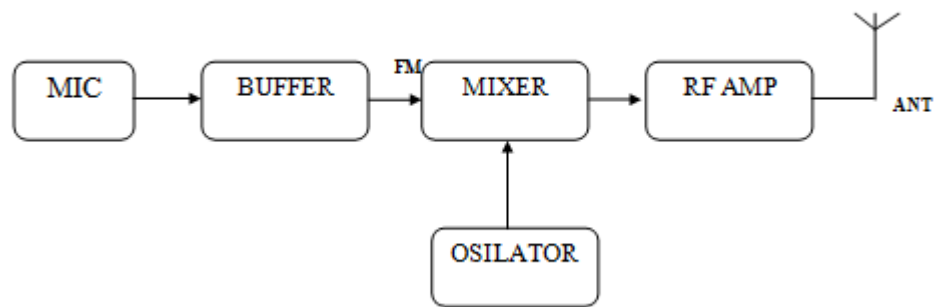 MIC
BUFFER
FM
MIXER
RF AMP
ANT
OSILATOR